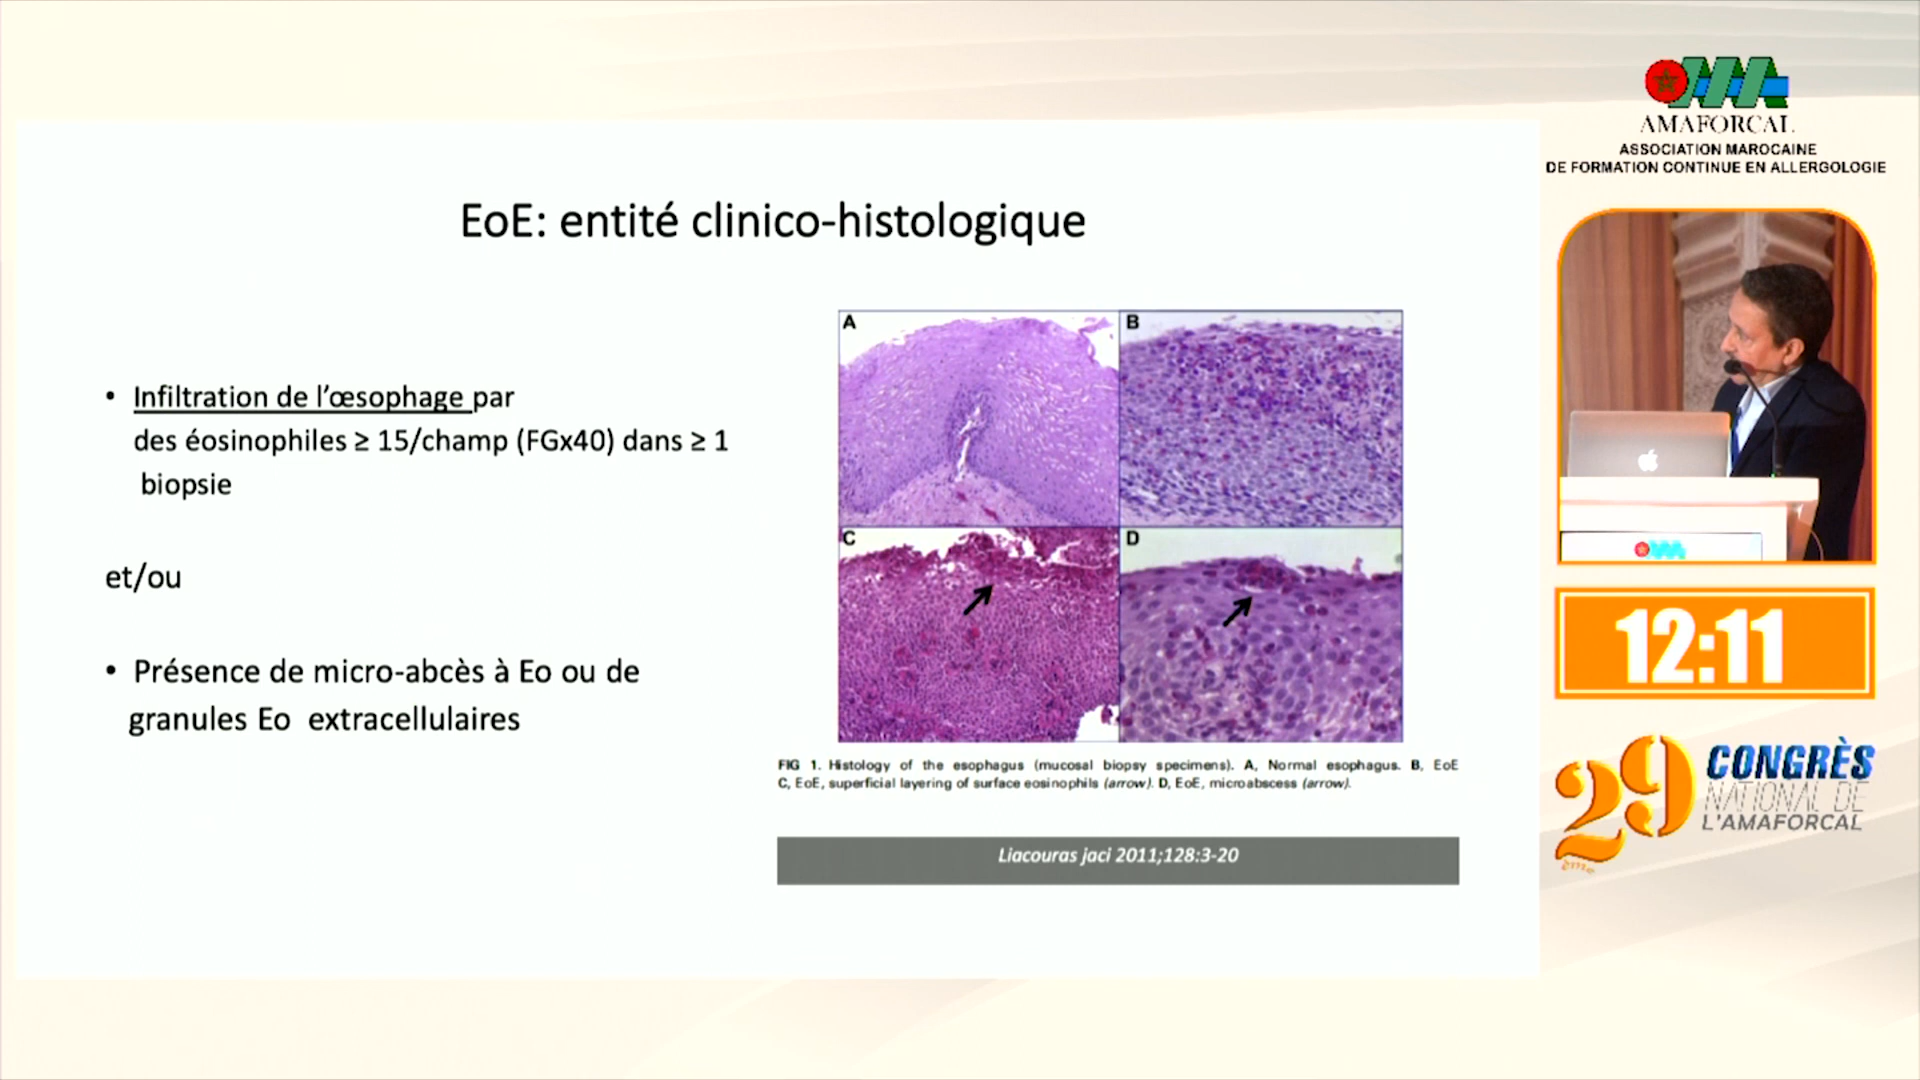 AMAFORCAL
ASSOCIATION MAROCAINE
DE FORMATION CONTINUE EN ALLERGOLOGIE
EoE: entité clinico-histologique
• Infiltration de l’œsophage par
des éosinophiles ≥ 15/champ (FGx40) dans ≥ 1
biopsie
et/ou
• Présence de micro-abcès à Eo ou de
granules Eo extracellulaires
A
B
C
D
FIG 1. Histology of the esophagus (mucosal biopsy specimens). A, Normal esophagus. B, EoE
C, EoE, superficial layering of surface eosinophils (arrow). D, EoE, microabscess (arrow).
Liacouras jaci 2011;128:3-20
12:11
29ème
CONGRÈS
NATIONAL DE
L'AMAFORCAL